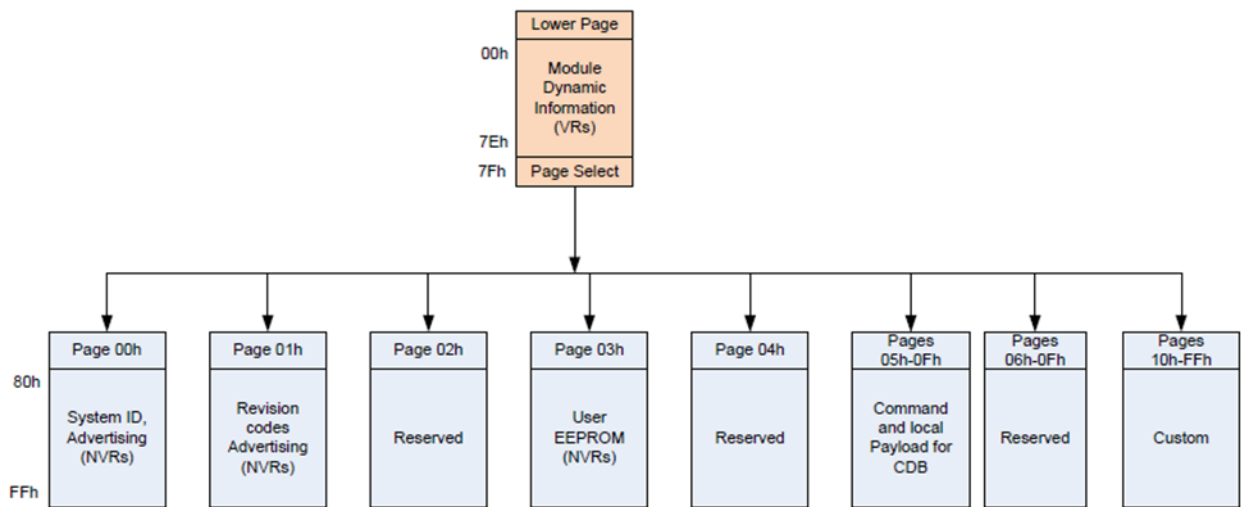 Lower Page
00h
Module
Dynamic
Information
(VRs)
7Eh
7Fh
Page Select
Page 00h
Page 01h
Page 02h
Page 03h
Page 04h
Pages
05h-0Fh
Pages
06h-0Fh
Pages
10h-FFh
80h
System ID,
Advertising
(NVRs)
Revision
codes
Advertising
(NVRs)
Reserved
User
EEPROM
(NVRs)
Reserved
Command
and local
Payload for
CDB
Reserved
Custom
FFh